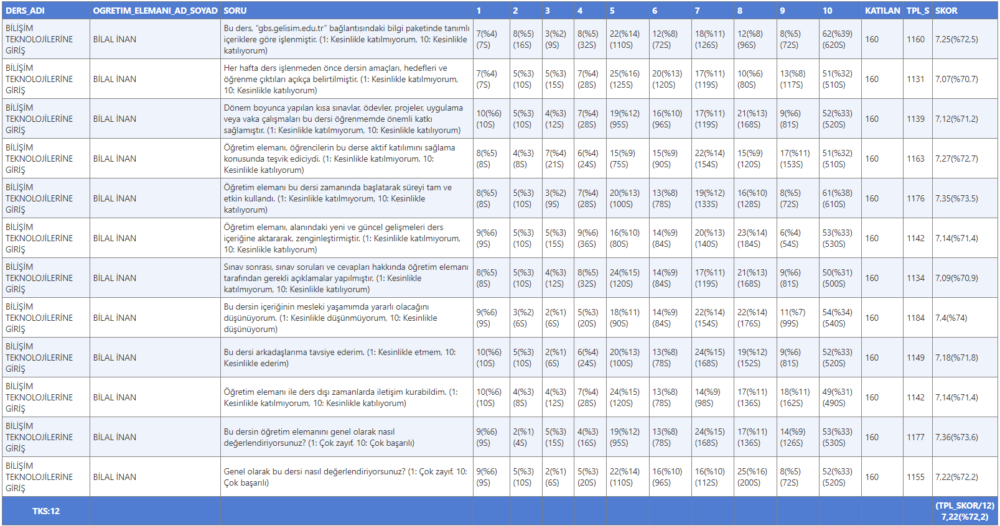 DERS_ADI OGRETIM_ELEMANI_AD_SOYAD SORU 1 2 3 4 5 6 7 8 9 10 KATILAN TPL_S SKOR
BİLİŞİM TEKNOLOJİLERİNE GİRİŞ BİLAL İNAN Bu ders, “gbs.gelisim.edu.tr” bağlantısındaki bilgi paketinde tanımlı içeriklere göre işlenmiştir. (1: Kesinlikle katılmıyorum, 10: Kesinlikle katılıyorum) 7(%4) (7S) 8(%5) (16S) 3(%2) (9S) 8(%5) (32S) 22(%14) (110S) 12(%8) (72S) 18(%11) (126S) 12(%8) (96S) 8(%5) (72S) 62(%39) (620S) 160 1160 7,25(%72,5)
BİLİŞİM TEKNOLOJİLERİNE GİRİŞ BİLAL İNAN Her hafta ders işlenmeden önce dersin amaçları, hedefleri ve öğrenme çıktıları açıkça belirtilmiştir. (1: Kesinlikle katılmıyorum, 10: Kesinlikle katılıyorum) 7(%4) (7S) 5(%3) (10S) 5(%3) (15S) 7(%4) (28S) 25(%16) (125S) 20(%13) (120S) 17(%11) (119S) 10(%6) (80S) 13(%8) (117S) 51(%32) (510S) 160 1131 7,07(%70,7)
BİLİŞİM TEKNOLOJİLERİNE GİRİŞ BİLAL İNAN Dönem boyunca yapılan kısa sınavlar, ödevler, projeler, uygulama veya vaka çalışmaları bu dersi öğrenmemde önemli katkı sağlamıştır. (1: Kesinlikle katılmıyorum, 10: Kesinlikle katılıyorum) 10(%6) (10S) 5(%3) (10S) 4(%3) (12S) 7(%4) (28S) 19(%12) (95S) 16(%10) (96S) 17(%11) (119S) 21(%13) (168S) 9(%6) (81S) 52(%33) (520S) 160 1139 7,12(%71,2)
BİLİŞİM TEKNOLOJİLERİNE GİRİŞ BİLAL İNAN Öğretim elemanı, öğrencilerin bu derse aktif katılımını sağlama konusunda teşvik ediciydi. (1: Kesinlikle katılmıyorum, 10: Kesinlikle katılıyorum) 8(%5) (8S) 4(%3) (8S) 7(%4) (21S) 6(%4) (24S) 15(%9) (75S) 15(%9) (90S) 22(%14) (154S) 15(%9) (120S) 17(%11) (153S) 51(%32) (510S) 160 1163 7,27(%72,7)
BİLİŞİM TEKNOLOJİLERİNE GİRİŞ BİLAL İNAN Öğretim elemanı bu dersi zamanında başlatarak süreyi tam ve etkin kullandı. (1: Kesinlikle katılmıyorum, 10: Kesinlikle katılıyorum) 8(%5) (8S) 5(%3) (10S) 3(%2) (9S) 7(%4) (28S) 20(%13) (100S) 13(%8) (78S) 19(%12) (133S) 16(%10) (128S) 8(%5) (72S) 61(%38) (610S) 160 1176 7,35(%73,5)
BİLİŞİM TEKNOLOJİLERİNE GİRİŞ BİLAL İNAN Öğretim elemanı, alanındaki yeni ve güncel gelişmeleri ders içeriğine aktararak, zenginleştirmiştir. (1: Kesinlikle katılmıyorum, 10: Kesinlikle katılıyorum) 9(%6) (9S) 5(%3) (10S) 5(%3) (15S) 9(%6) (36S) 16(%10) (80S) 14(%9) (84S) 20(%13) (140S) 23(%14) (184S) 6(%4) (54S) 53(%33) (530S) 160 1142 7,14(%71,4)
BİLİŞİM TEKNOLOJİLERİNE GİRİŞ BİLAL İNAN Sınav sonrası, sınav soruları ve cevapları hakkında öğretim elemanı tarafından gerekli açıklamalar yapılmıştır. (1: Kesinlikle katılmıyorum, 10: Kesinlikle katılıyorum) 8(%5) (8S) 5(%3) (10S) 4(%3) (12S) 8(%5) (32S) 24(%15) (120S) 14(%9) (84S) 17(%11) (119S) 21(%13) (168S) 9(%6) (81S) 50(%31) (500S) 160 1134 7,09(%70,9)
BİLİŞİM TEKNOLOJİLERİNE GİRİŞ BİLAL İNAN Bu dersin içeriğinin mesleki yaşamımda yararlı olacağını düşünüyorum. (1: Kesinlikle düşünmüyorum, 10: Kesinlikle düşünüyorum) 9(%6) (9S) 3(%2) (6S) 2(%1) (6S) 5(%3) (20S) 18(%11) (90S) 14(%9) (84S) 22(%14) (154S) 22(%14) (176S) 11(%7) (99S) 54(%34) (540S) 160 1184 7,4(%74)
BİLİŞİM TEKNOLOJİLERİNE GİRİŞ BİLAL İNAN Bu dersi arkadaşlarıma tavsiye ederim. (1: Kesinlikle etmem, 10: Kesinlikle ederim) 10(%6) (10S) 5(%3) (10S) 2(%1) (6S) 6(%4) (24S) 20(%13) (100S) 13(%8) (78S) 24(%15) (168S) 19(%12) (152S) 9(%6) (81S) 52(%33) (520S) 160 1149 7,18(%71,8)
BİLİŞİM TEKNOLOJİLERİNE GİRİŞ BİLAL İNAN Öğretim elemanı ile ders dışı zamanlarda iletişim kurabildim. (1: Kesinlikle katılmıyorum, 10: Kesinlikle katılıyorum) 10(%6) (10S) 4(%3) (8S) 4(%3) (12S) 7(%4) (28S) 24(%15) (120S) 13(%8) (78S) 14(%9) (98S) 17(%11) (136S) 18(%11) (162S) 49(%31) (490S) 160 1142 7,14(%71,4)
BİLİŞİM TEKNOLOJİLERİNE GİRİŞ BİLAL İNAN Bu dersin öğretim elemanını genel olarak nasıl değerlendiriyorsunuz? (1: Çok zayıf, 10: Çok başarılı) 9(%6) (9S) 2(%1) (4S) 5(%3) (15S) 4(%3) (16S) 19(%12) (95S) 13(%8) (78S) 24(%15) (168S) 17(%11) (136S) 14(%9) (126S) 53(%33) (530S) 160 1177 7,36(%73,6)
BİLİŞİM TEKNOLOJİLERİNE GİRİŞ BİLAL İNAN Genel olarak bu dersi nasıl değerlendiriyorsunuz? (1: Çok zayıf, 10: Çok başarılı) 9(%6) (9S) 5(%3) (10S) 2(%1) (6S) 5(%3) (20S) 22(%14) (110S) 16(%10) (96S) 16(%10) (112S) 25(%16) (200S) 8(%5) (72S) 52(%33) (520S) 160 1155 7,22(%72,2)
TKS:12 (TPL_SKOR/12) 7,22(%72,2)